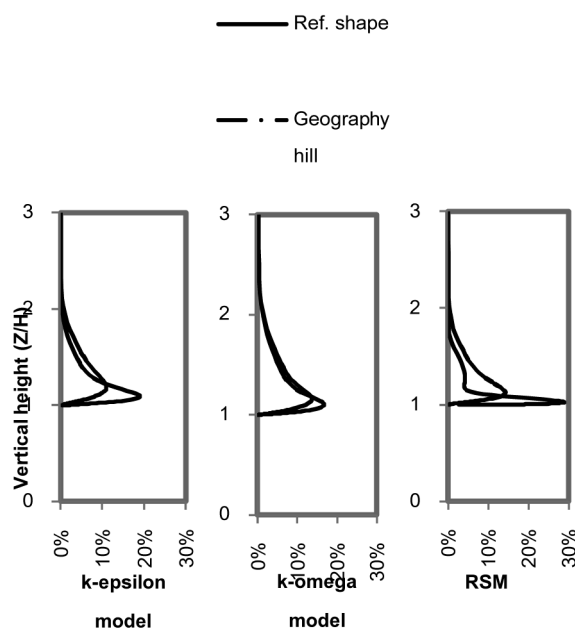 Ref. shape
Geography
hill
Vertical height (Z/H)
3
2
1
0
0%
10%
20%
30%
k-epsilon
model
3
2
1
0
0%
10%
20%
30%
k-omega
model
3
2
1
0
0%
10%
20%
30%
RSM